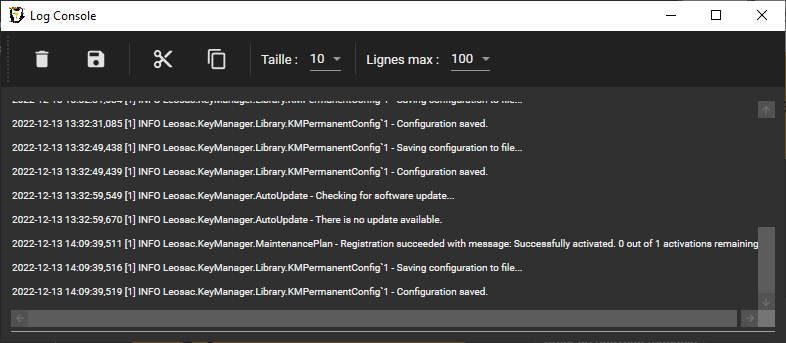 Log Console
Taille : 10 Lignes max : 100
2022-12-13 13:32:31,084 [1] INFO Leosac.KeyManager.Library.KMPermanentConfig`1 - Saving configuration to file...
2022-12-13 13:32:31,085 [1] INFO Leosac.KeyManager.Library.KMPermanentConfig`1 - Configuration saved.
2022-12-13 13:32:49,438 [1] INFO Leosac.KeyManager.Library.KMPermanentConfig`1 - Saving configuration to file...
2022-12-13 13:32:49,439 [1] INFO Leosac.KeyManager.Library.KMPermanentConfig`1 - Configuration saved.
2022-12-13 13:32:59,549 [1] INFO Leosac.KeyManager.AutoUpdate - Checking for software update...
2022-12-13 13:32:59,670 [1] INFO Leosac.KeyManager.AutoUpdate - There is no update available.
2022-12-13 14:09:39,511 [1] INFO Leosac.KeyManager.MaintenancePlan - Registration succeeded with message: Successfully activated. 0 out of 1 activations remaining
2022-12-13 14:09:39,516 [1] INFO Leosac.KeyManager.Library.KMPermanentConfig`1 - Saving configuration to file...
2022-12-13 14:09:39,519 [1] INFO Leosac.KeyManager.Library.KMPermanentConfig`1 - Configuration saved.